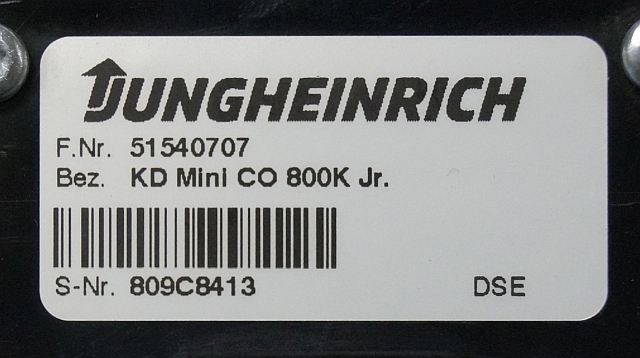 JUNGHEINRICH
F.Nr. 51540707
Bez. KD Mini CO 800K Jr.
S-Nr. 809C8413 DSE